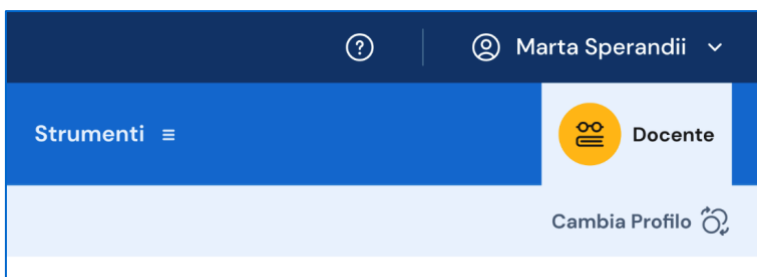 Marta Sperandii
Strumenti
Docente
Cambia Profilo